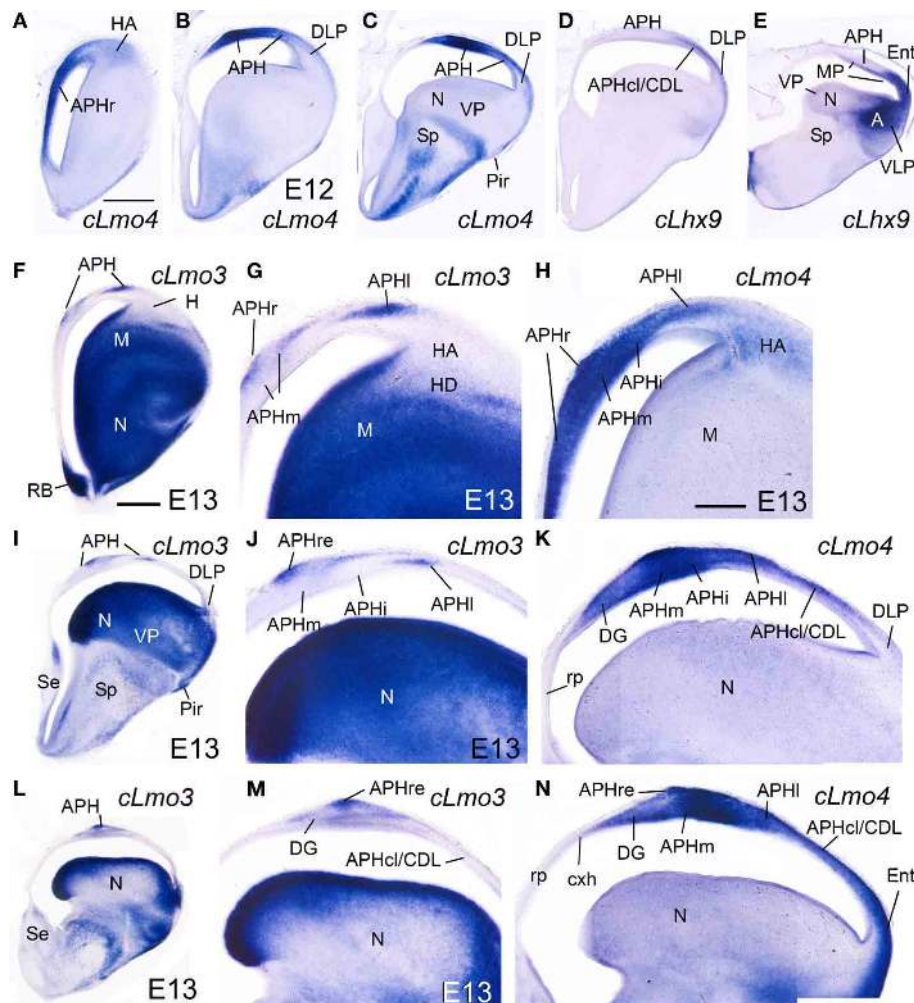 A
HA
APHr
cLmo4
B
DLP
APH
E12
cLmo4
C
DLP
APH
N
VP
Sp
Pir
cLmo4
D
APH
DLP
APHcl/CDL
cLhx9
E
APH
Ent
MP
VP
N
A
Sp
VLP
cLhx9
F
cLmo3
APH
H
M
N
RB
E13
G
cLmo3
APHl
APHr
HA
APHm
HD
M
E13
H
cLmo4
APHl
APHr
HA
APHi
APHm
M
E13
I
cLmo3
APH
DLP
N
VP
Se
Sp
Pir
E13
J
cLmo3
APHre
APHi
APHl
APHm
N
E13
K
cLmo4
APHi
APHl
APHm
APHcl/CDL
DLP
DG
rp
N
L
cLmo3
APH
N
Se
E13
M
cLmo3
APHre
DG
APHcl/CDL
N
E13
N
cLmo4
APHre
APHl
APHcl/CDL
DG
APHm
rp
cxh
Ent
N